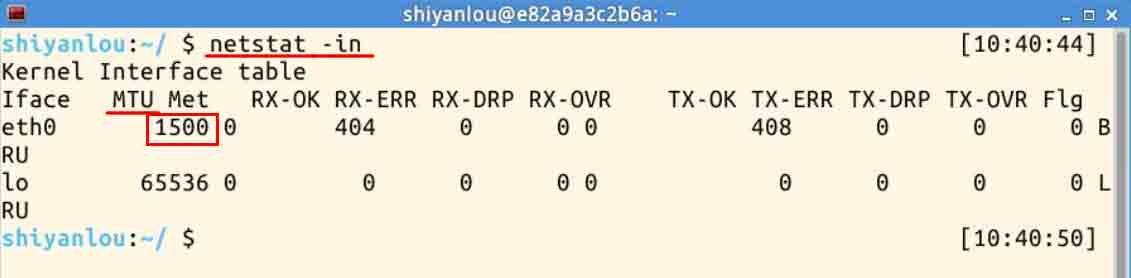 shiyanlou@e82a9a3c2b6a: ~
shiyanlou:~/ $ netstat -in [10:40:44]
Kernel Interface table
Iface MTU Met RX-OK RX-ERR RX-DRP RX-OVR TX-OK TX-ERR TX-DRP TX-OVR Flg
eth0 1500 0 404 0 0 0 408 0 0 0 B
RU
lo 65536 0 0 0 0 0 0 0 0 0 L
RU
shiyanlou:~/ $ [10:40:50]